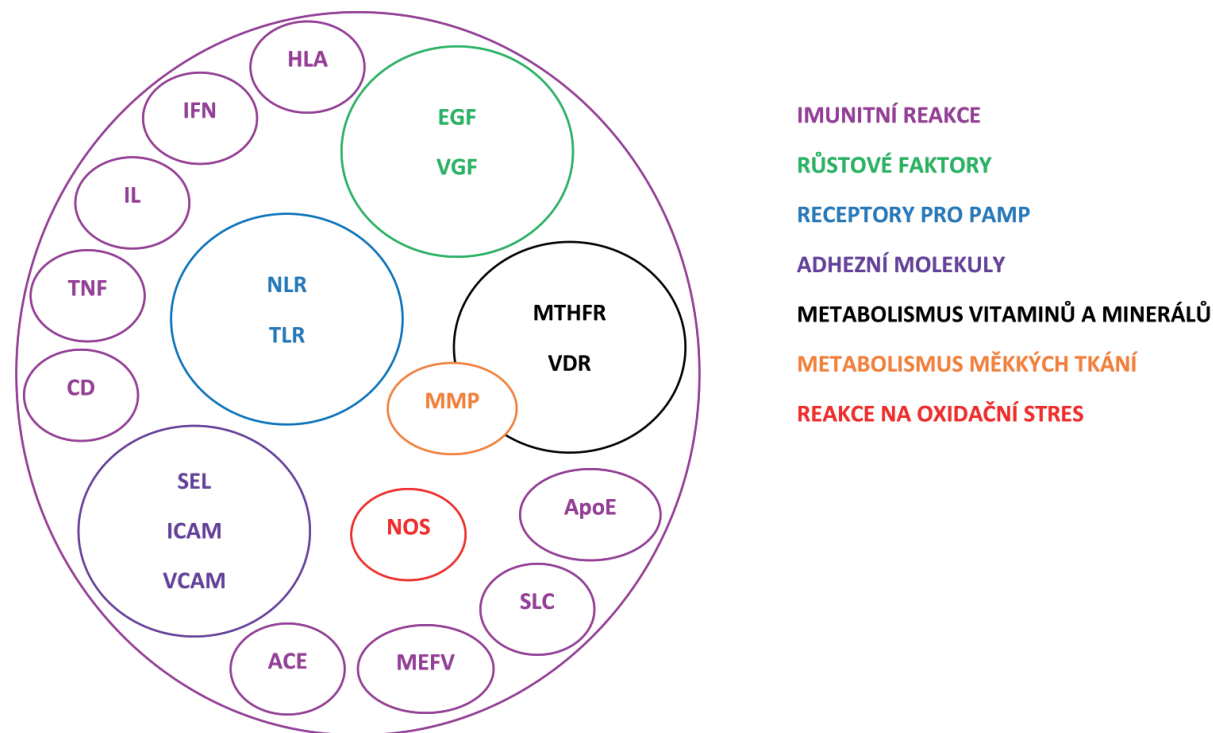 HLA
IFN
EGF
VGF
IL
TNF
NLR
TLR
MTHFR
VDR
CD
MMP
SEL
ICAM
VCAM
NOS
ApoE
SLC
ACE
MEFV
IMUNITNÍ REAKCE
RŮSTOVÉ FAKTORY
RECEPTORY PRO PAMP
ADHEZNÍ MOLEKULY
METABOLISMUS VITAMINŮ A MINERÁLŮ
METABOLISMUS MĚKKÝCH TKÁNÍ
REAKCE NA OXIDAČNÍ STRES